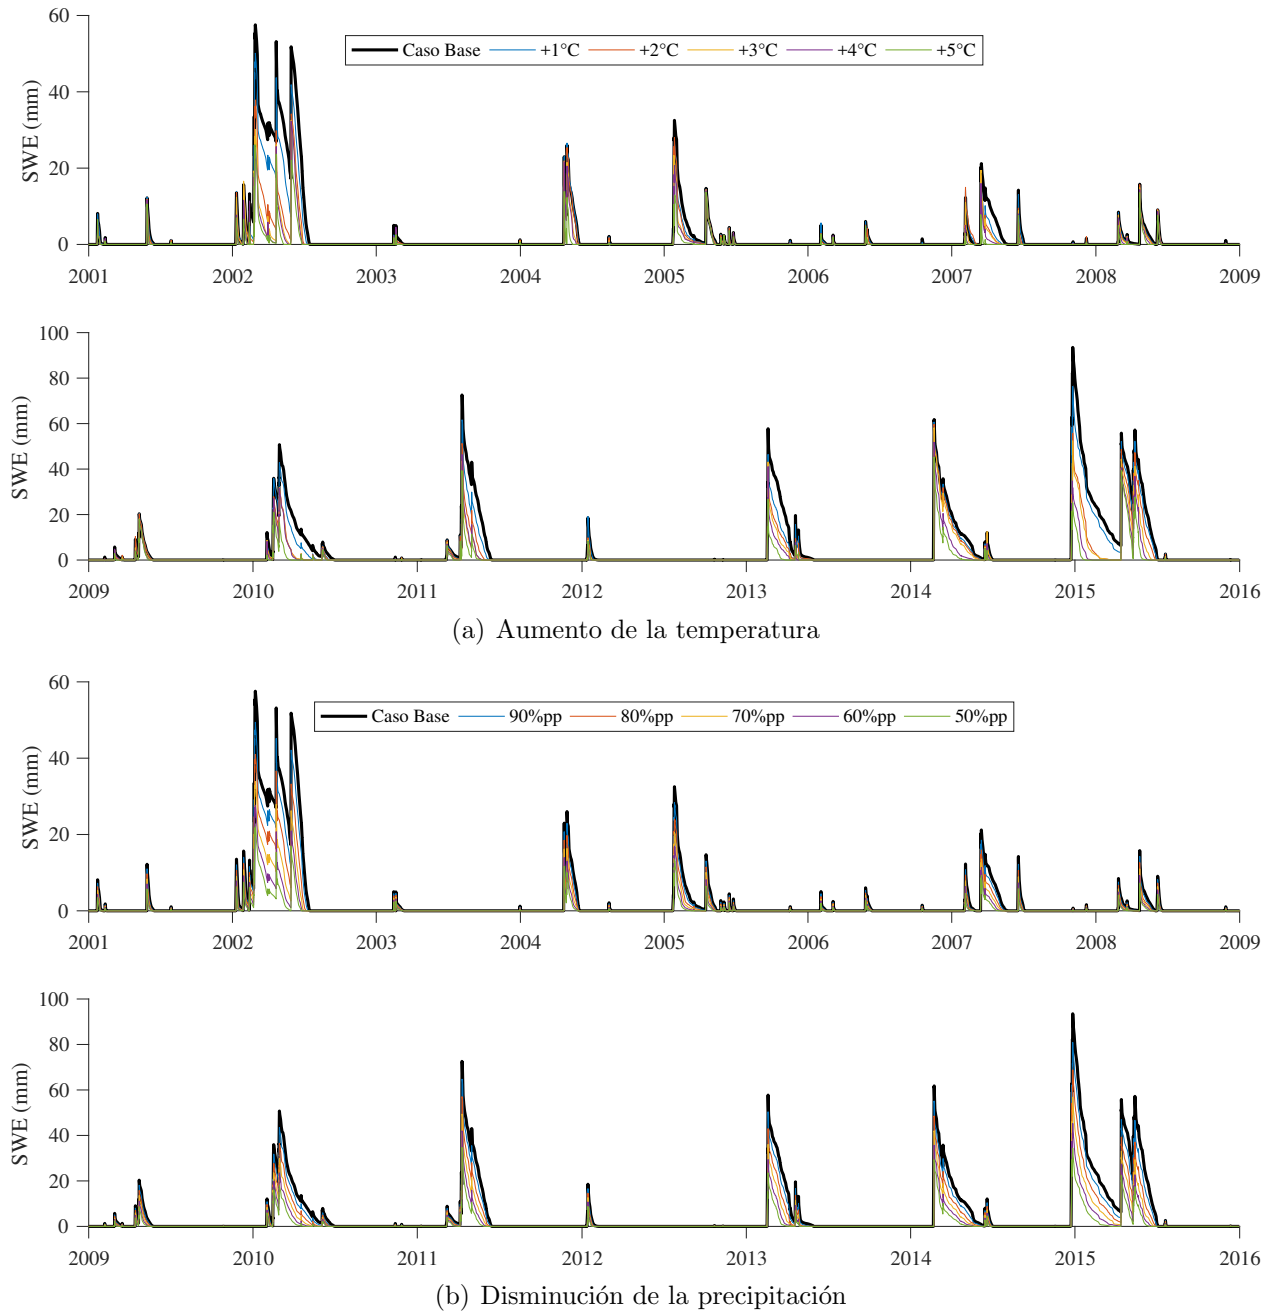 60
40
20
0
SWE (mm)
Caso Base +1°C +2°C +3°C +4°C +5°C
2001 2002 2003 2004 2005 2006 2007 2008 2009
100
80
60
40
20
0
SWE (mm)
2009 2010 2011 2012 2013 2014 2015 2016
(a) Aumento de la temperatura
60
40
20
0
SWE (mm)
Caso Base 90%pp 80%pp 70%pp 60%pp 50%pp
2001 2002 2003 2004 2005 2006 2007 2008 2009
100
80
60
40
20
0
SWE (mm)
2009 2010 2011 2012 2013 2014 2015 2016
(b) Disminución de la precipitación